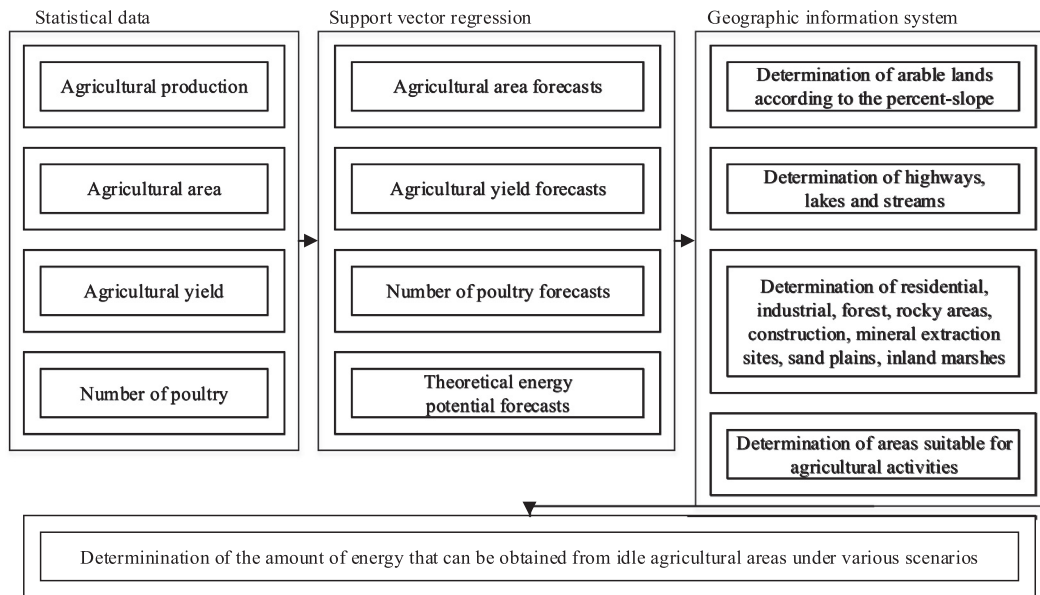 Statistical data
Agricultural production
Agricultural area
Agricultural yield
Number of poultry
Support vector regression
Agricultural area forecasts
Agricultural yield forecasts
Number of poultry forecasts
Theoretical energy
potential forecasts
Geographic information system
Determination of arable lands
according to the percent-slope
Determination of highways,
lakes and streams
Determination of residential,
industrial, forest, rocky areas,
construction, mineral extraction
sites, sand plains, inland marshes
Determination of areas suitable for
agricultural activities
Determinination of the amount of energy that can be obtained from idle agricultural areas under various scenarios